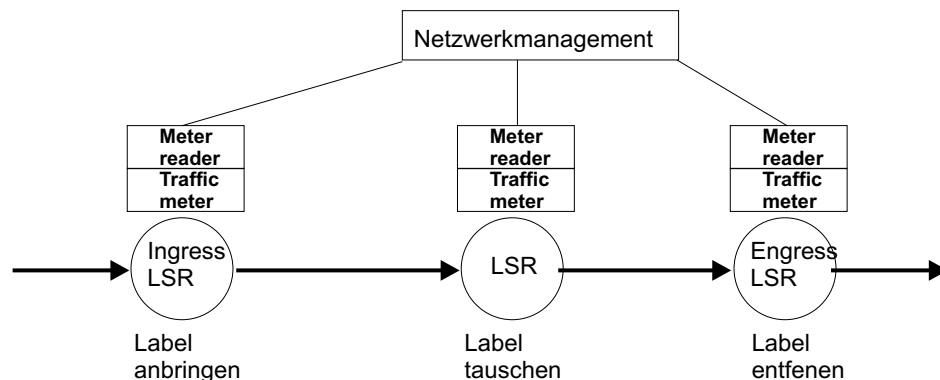 Netzwerkmanagement
Meter
reader
Traffic
meter
Meter
reader
Traffic
meter
Meter
reader
Traffic
meter
Ingress
LSR
LSR
Engress
LSR
Label
anbringen
Label
tauschen
Label
entfenen